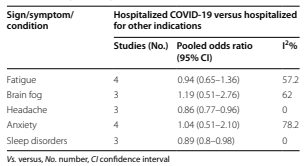 Sign/symptom/ Hospitalized COVID-19 versus hospitalized
condition for other indications
Studies (No.) Pooled odds ratio I²%
(95% CI)
Fatigue 4 0.94 (0.65–1.36) 57.2
Brain fog 3 1.19 (0.51–2.76) 62
Headache 3 0.86 (0.77–0.96) 0
Anxiety 4 1.04 (0.51–2.10) 78.2
Sleep disorders 3 0.89 (0.8–0.98) 0
Vs. versus, No. number, CI confidence interval